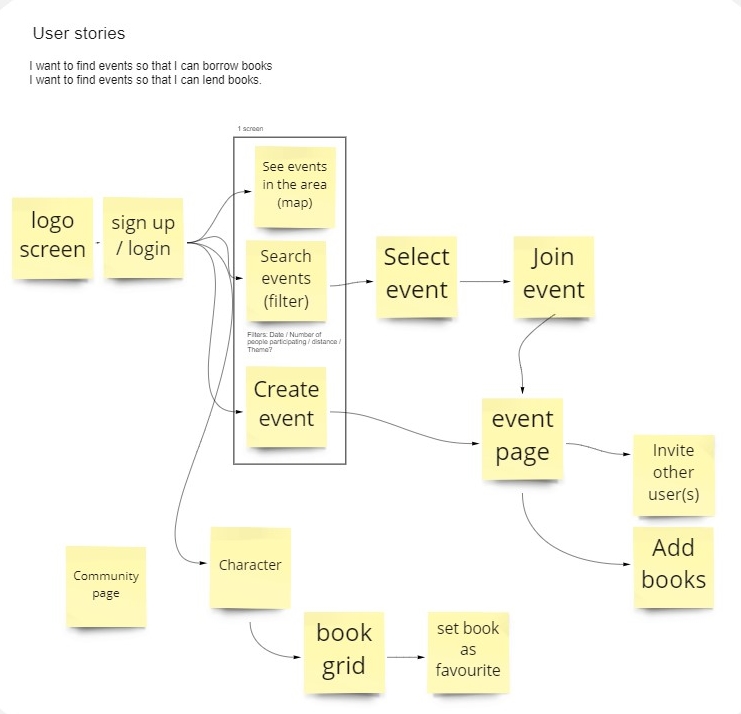 User stories
I want to find events so that I can borrow books
I want to find events so that I can lend books.
1 screen
See events
in the area
(map)
logo
screen
sign up
/ login
Search
events
(filter)
Select
event
Join
event
Filters: Date / Number of
people participating / distance /
Theme?
Create
event
event
page
Invite
other
user(s)
Add
books
Character
Community
page
book
grid
set book
as
favourite